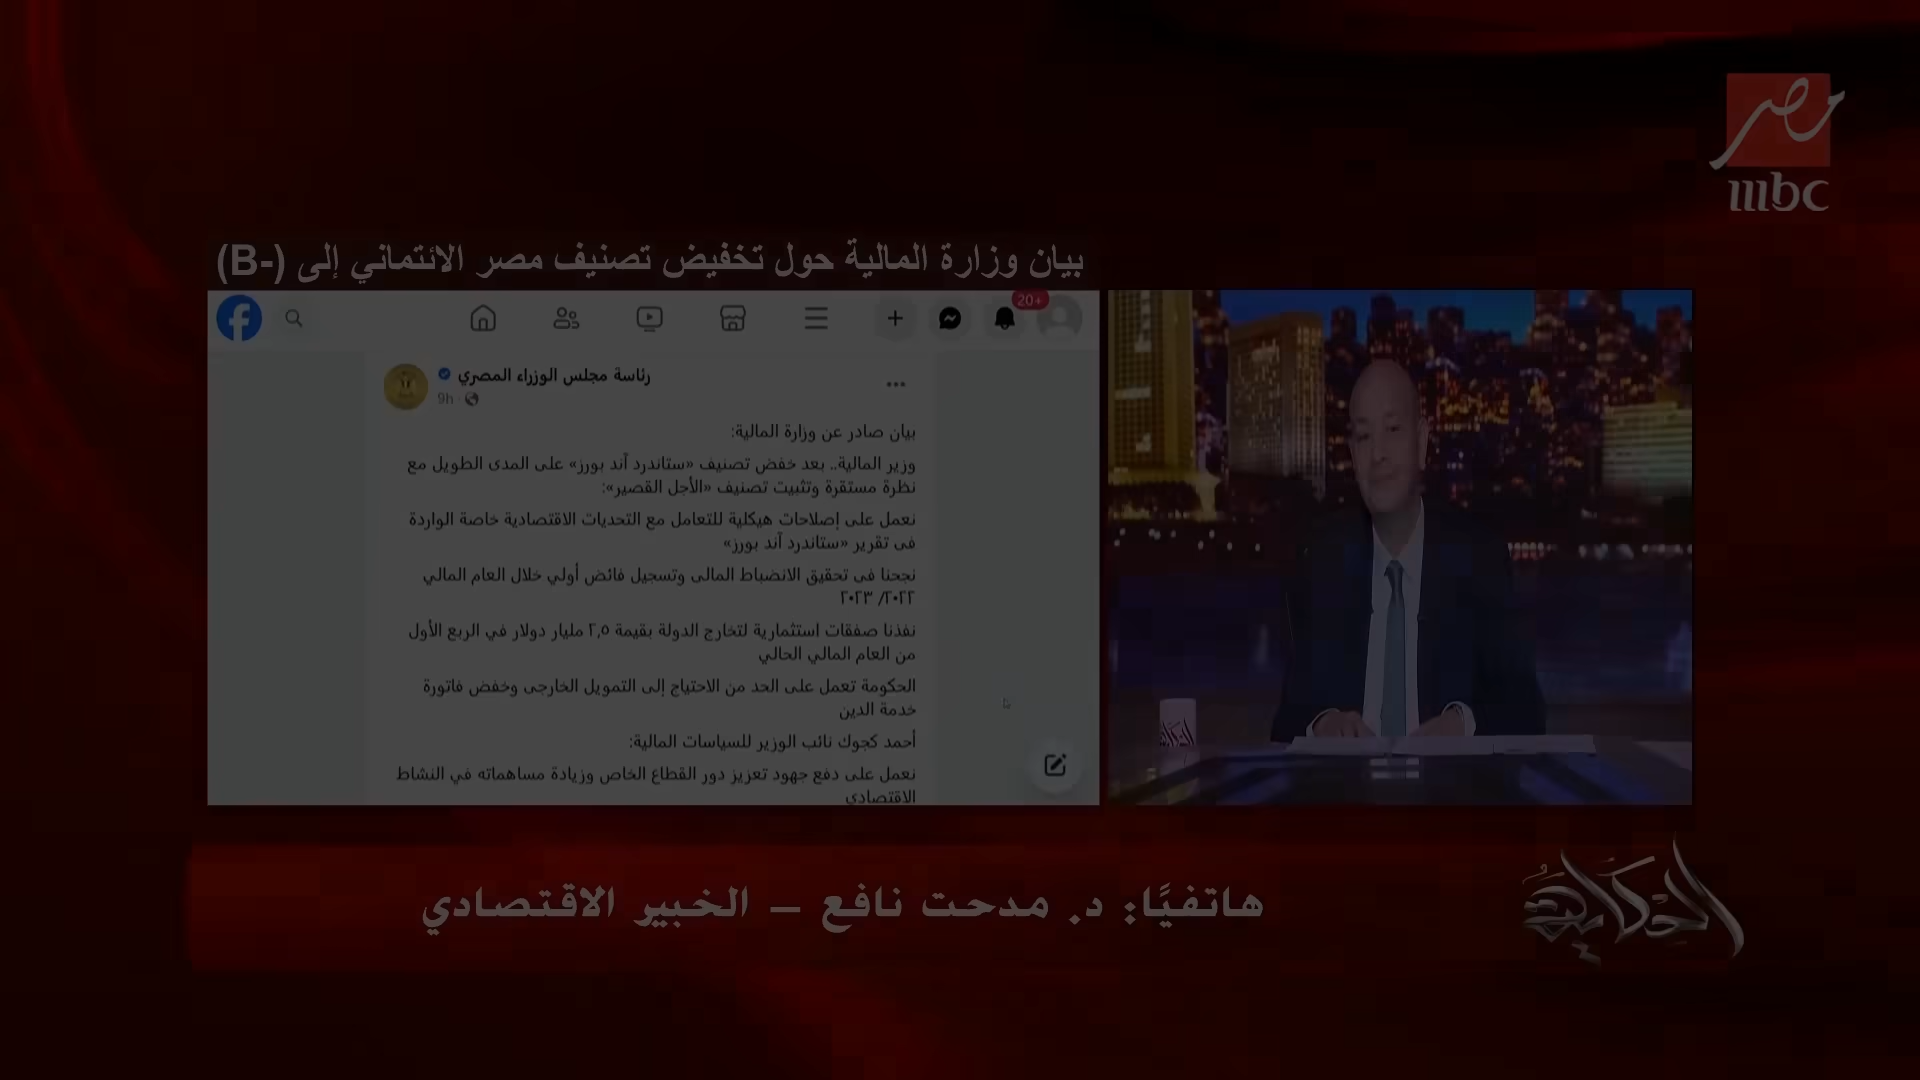 مصر
mbc
بيان وزارة المالية حول تخفيض تصنيف مصر الائتماني إلى (B-)
20+
رئاسة مجلس الوزراء المصري
9h
بيان صادر عن وزارة المالية:
وزير المالية.. بعد خفض تصنيف «ستاندرد آند بورز» على المدى الطويل مع
نظرة مستقرة وتثبيت تصنيف «الأجل القصير»:
نعمل على إصلاحات هيكلية للتعامل مع التحديات الاقتصادية خاصة الواردة
فى تقرير «ستاندرد آند بورز»
نجحنا فى تحقيق الانضباط المالى وتسجيل فائض أولي خلال العام المالي
٢٠٢٢/ ٢٠٢٣
نفذنا صفقات استثمارية لتخارج الدولة بقيمة ٢,٥ مليار دولار في الربع الأول
من العام المالي الحالي
الحكومة تعمل على الحد من الاحتياج إلى التمويل الخارجى وخفض فاتورة
خدمة الدين
أحمد كجوك نائب الوزير للسياسات المالية:
نعمل على دفع جهود تعزيز دور القطاع الخاص وزيادة مساهماته في النشاط
الاقتصادى
هاتفيًا: د. مدحت نافع – الخبير الاقتصادي
الحكاية